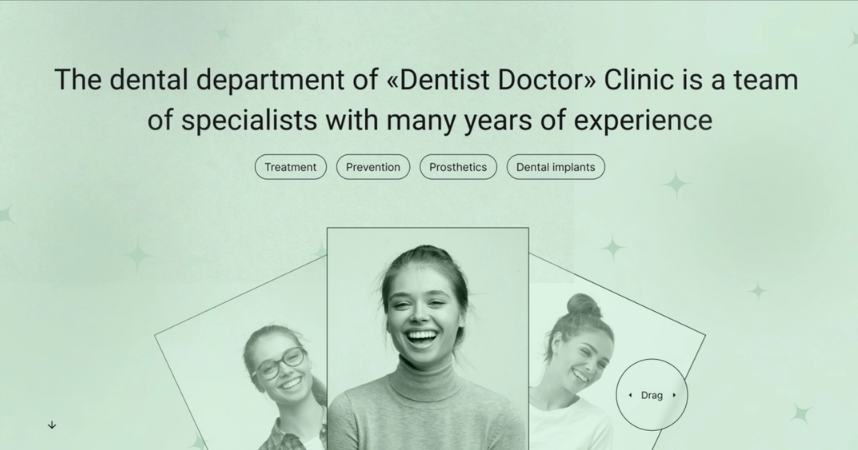 The dental department of «Dentist Doctor» Clinic is a team
of specialists with many years of experience
Treatment Prevention Prosthetics Dental implants
Drag